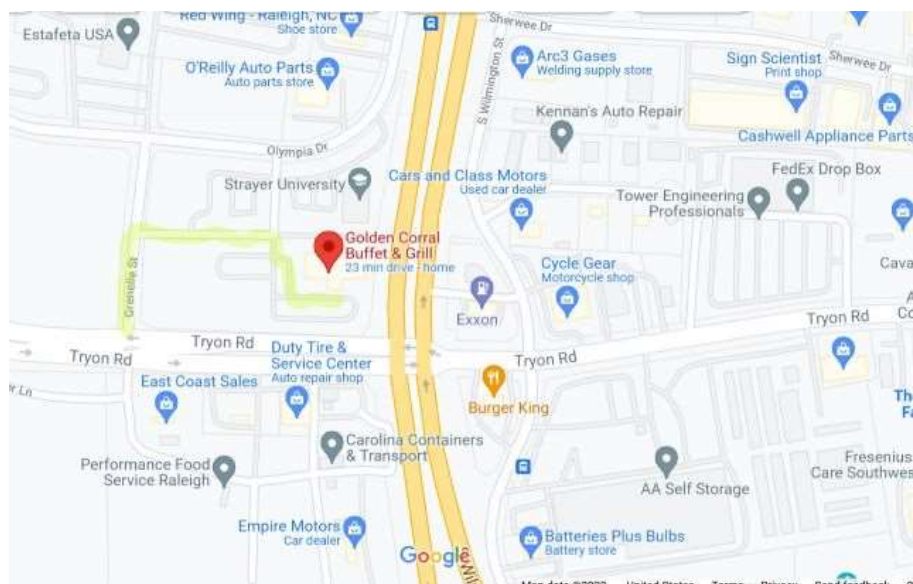 Red Wing - Raleigh, NC
Shoe store
Estafeta USA
O'Reilly Auto Parts
Auto parts store
Olympia Dr
Strayer University
Golden Corral
Buffet & Grill
23 min drive - home
Grenelle St
Tryon Rd
Tryon Rd
Duty Tire &
Service Center
Auto repair shop
East Coast Sales
Ln
Performance Food
Service Raleigh
Carolina Containers
& Transport
Empire Motors
Car dealer
Google
Sherwee Dr
S Wilmington St
Arc3 Gases
Welding supply store
Kennan's Auto Repair
Sign Scientist
Print shop
Sherwee Dr
Cashwell Appliance Parts
FedEx Drop Box
Cars and Class Motors
Used car dealer
Tower Engineering
Professionals
Cava
Cycle Gear
Motorcycle shop
Exxon
Tryon Rd
Tryon Rd
Burger King
AA Self Storage
Fresenius
Care Southwes
Batteries Plus Bulbs
Battery store